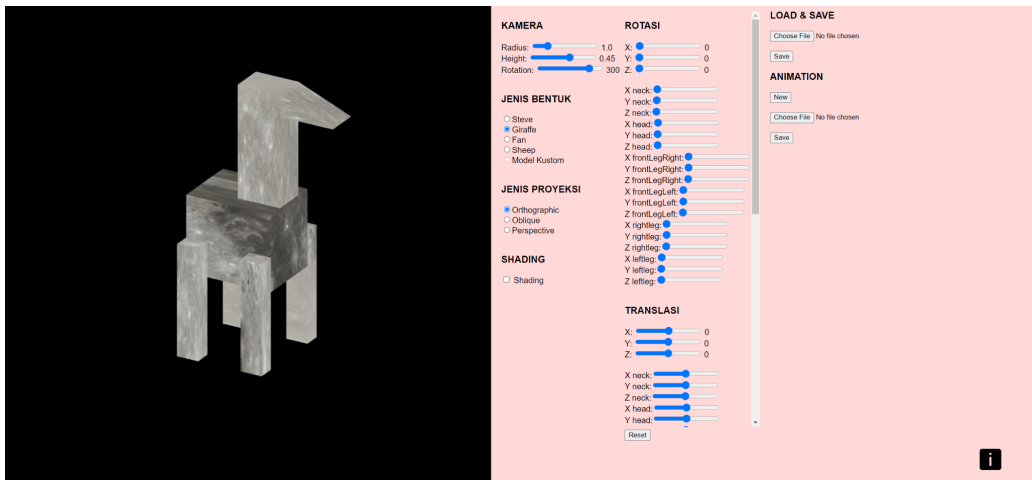 KAMERA
Radius: 1.0
Height: 0.45
Rotation: 300
JENIS BENTUK
Steve
Giraffe
Fan
Sheep
Model Kustom
JENIS PROYEKSI
Orthographic
Oblique
Perspective
SHADING
Shading
ROTASI
X: 0
Y: 0
Z: 0
X neck:
Y neck:
Z neck:
X head:
Y head:
Z head:
X frontLegRight:
Y frontLegRight:
Z frontLegRight:
X frontLegLeft:
Y frontLegLeft:
Z frontLegLeft:
X rightleg:
Y rightleg:
Z rightleg:
X leftleg:
Y leftleg:
Z leftleg:
TRANSLASI
X: 0
Y: 0
Z: 0
X neck:
Y neck:
Z neck:
X head:
Y head:
Reset
LOAD & SAVE
Choose File No file chosen
Save
ANIMATION
New
Choose File No file chosen
Save
i